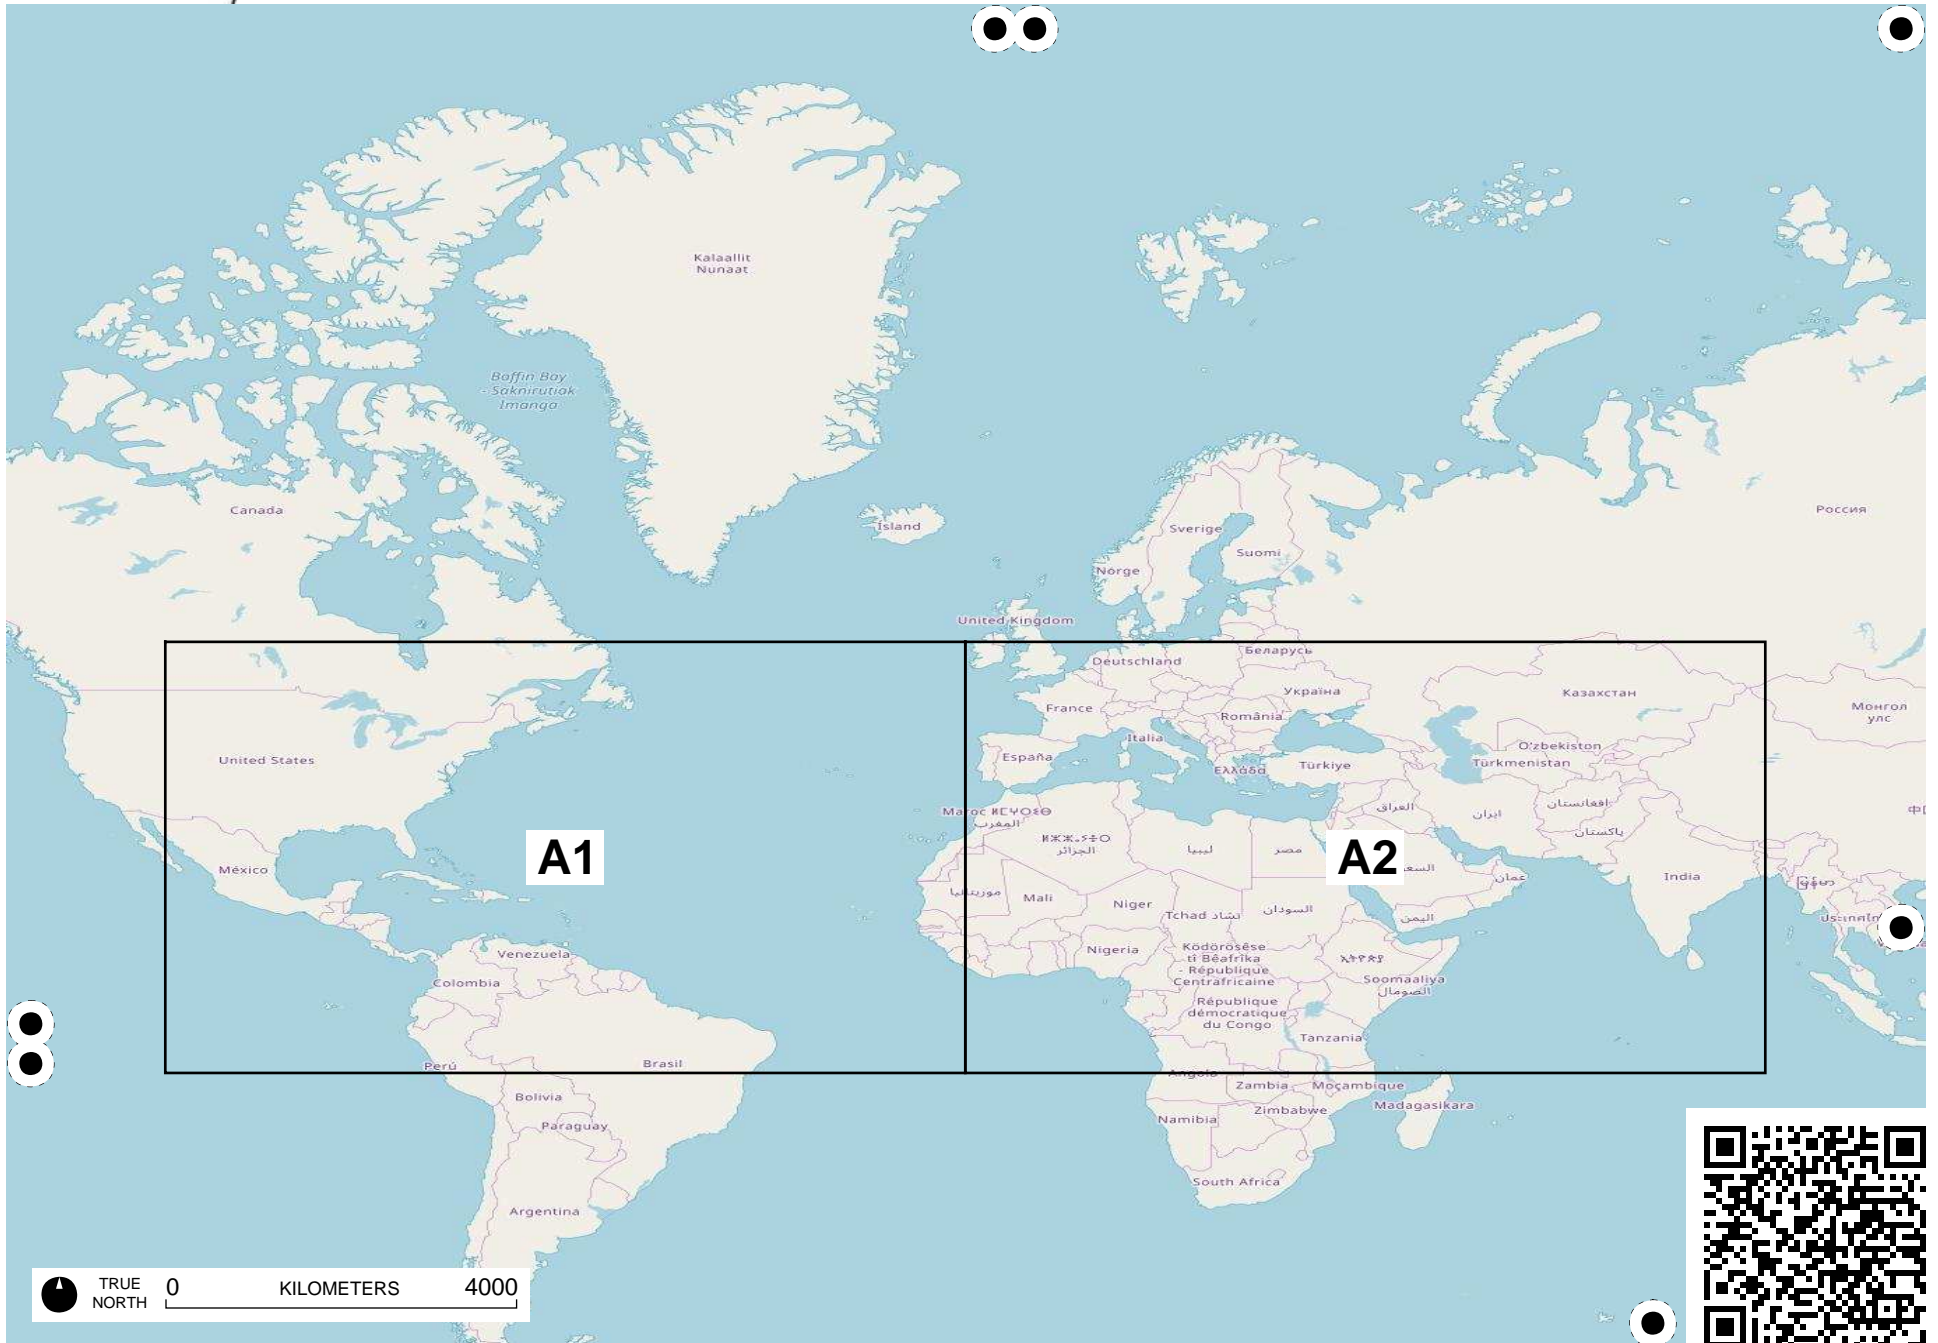 Kalaallit
Nunaat
Baffin Bay
- Saknirutiak
Imanga
Canada
Ísland
Sverige
Suomi
Norge
Россия
United Kingdom
Беларусь
Deutschland
Україна
Казахстан
France
România
Монгол
улс
Italia
España
Ελλάδα
Türkiye
O'zbekiston
Türkmenistan
United States
العراق
ایران
افغانستان
پاکستان
Maroc ⵍⵎⵖⵔⵉⴱ
المغرب
الجزائر
ليبيا
مصر
A1
A2
السع
عمان
India
México
موريتانيا
Mali
Niger
Tchad تشاد
السودان
اليمن
Nigeria
Ködörösêse
tî Bêafrîka
- République
Centrafricaine
Venezuela
Colombia
Soomaaliya
الصومال
République
démocratique
du Congo
Tanzania
Perú
Brasil
Angola
Zambia
Moçambique
Bolivia
Zimbabwe
Madagasikara
Paraguay
Namibia
South Africa
Argentina
TRUE
NORTH
0
KILOMETERS
4000